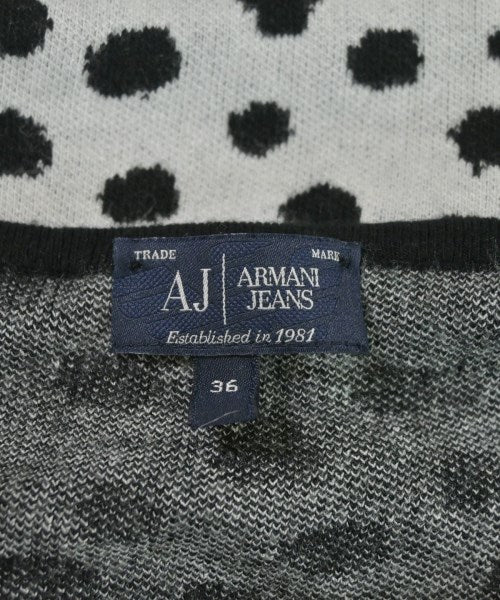 TRADE MARK
AJ ARMANI
JEANS
Established in 1981
36